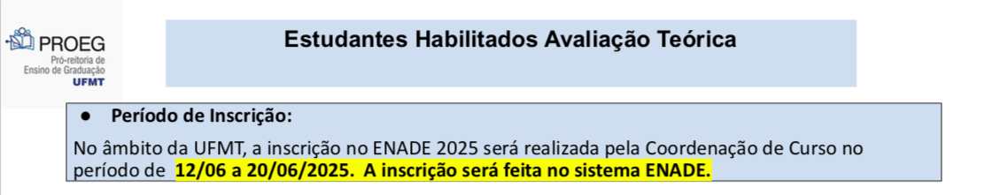 PROEG
Pró-reitoria de
Ensino de Graduação
UFMT
Estudantes Habilitados Avaliação Teórica
● Período de Inscrição:
No âmbito da UFMT, a inscrição no ENADE 2025 será realizada pela Coordenação de Curso no
período de 12/06 a 20/06/2025. A inscrição será feita no sistema ENADE.